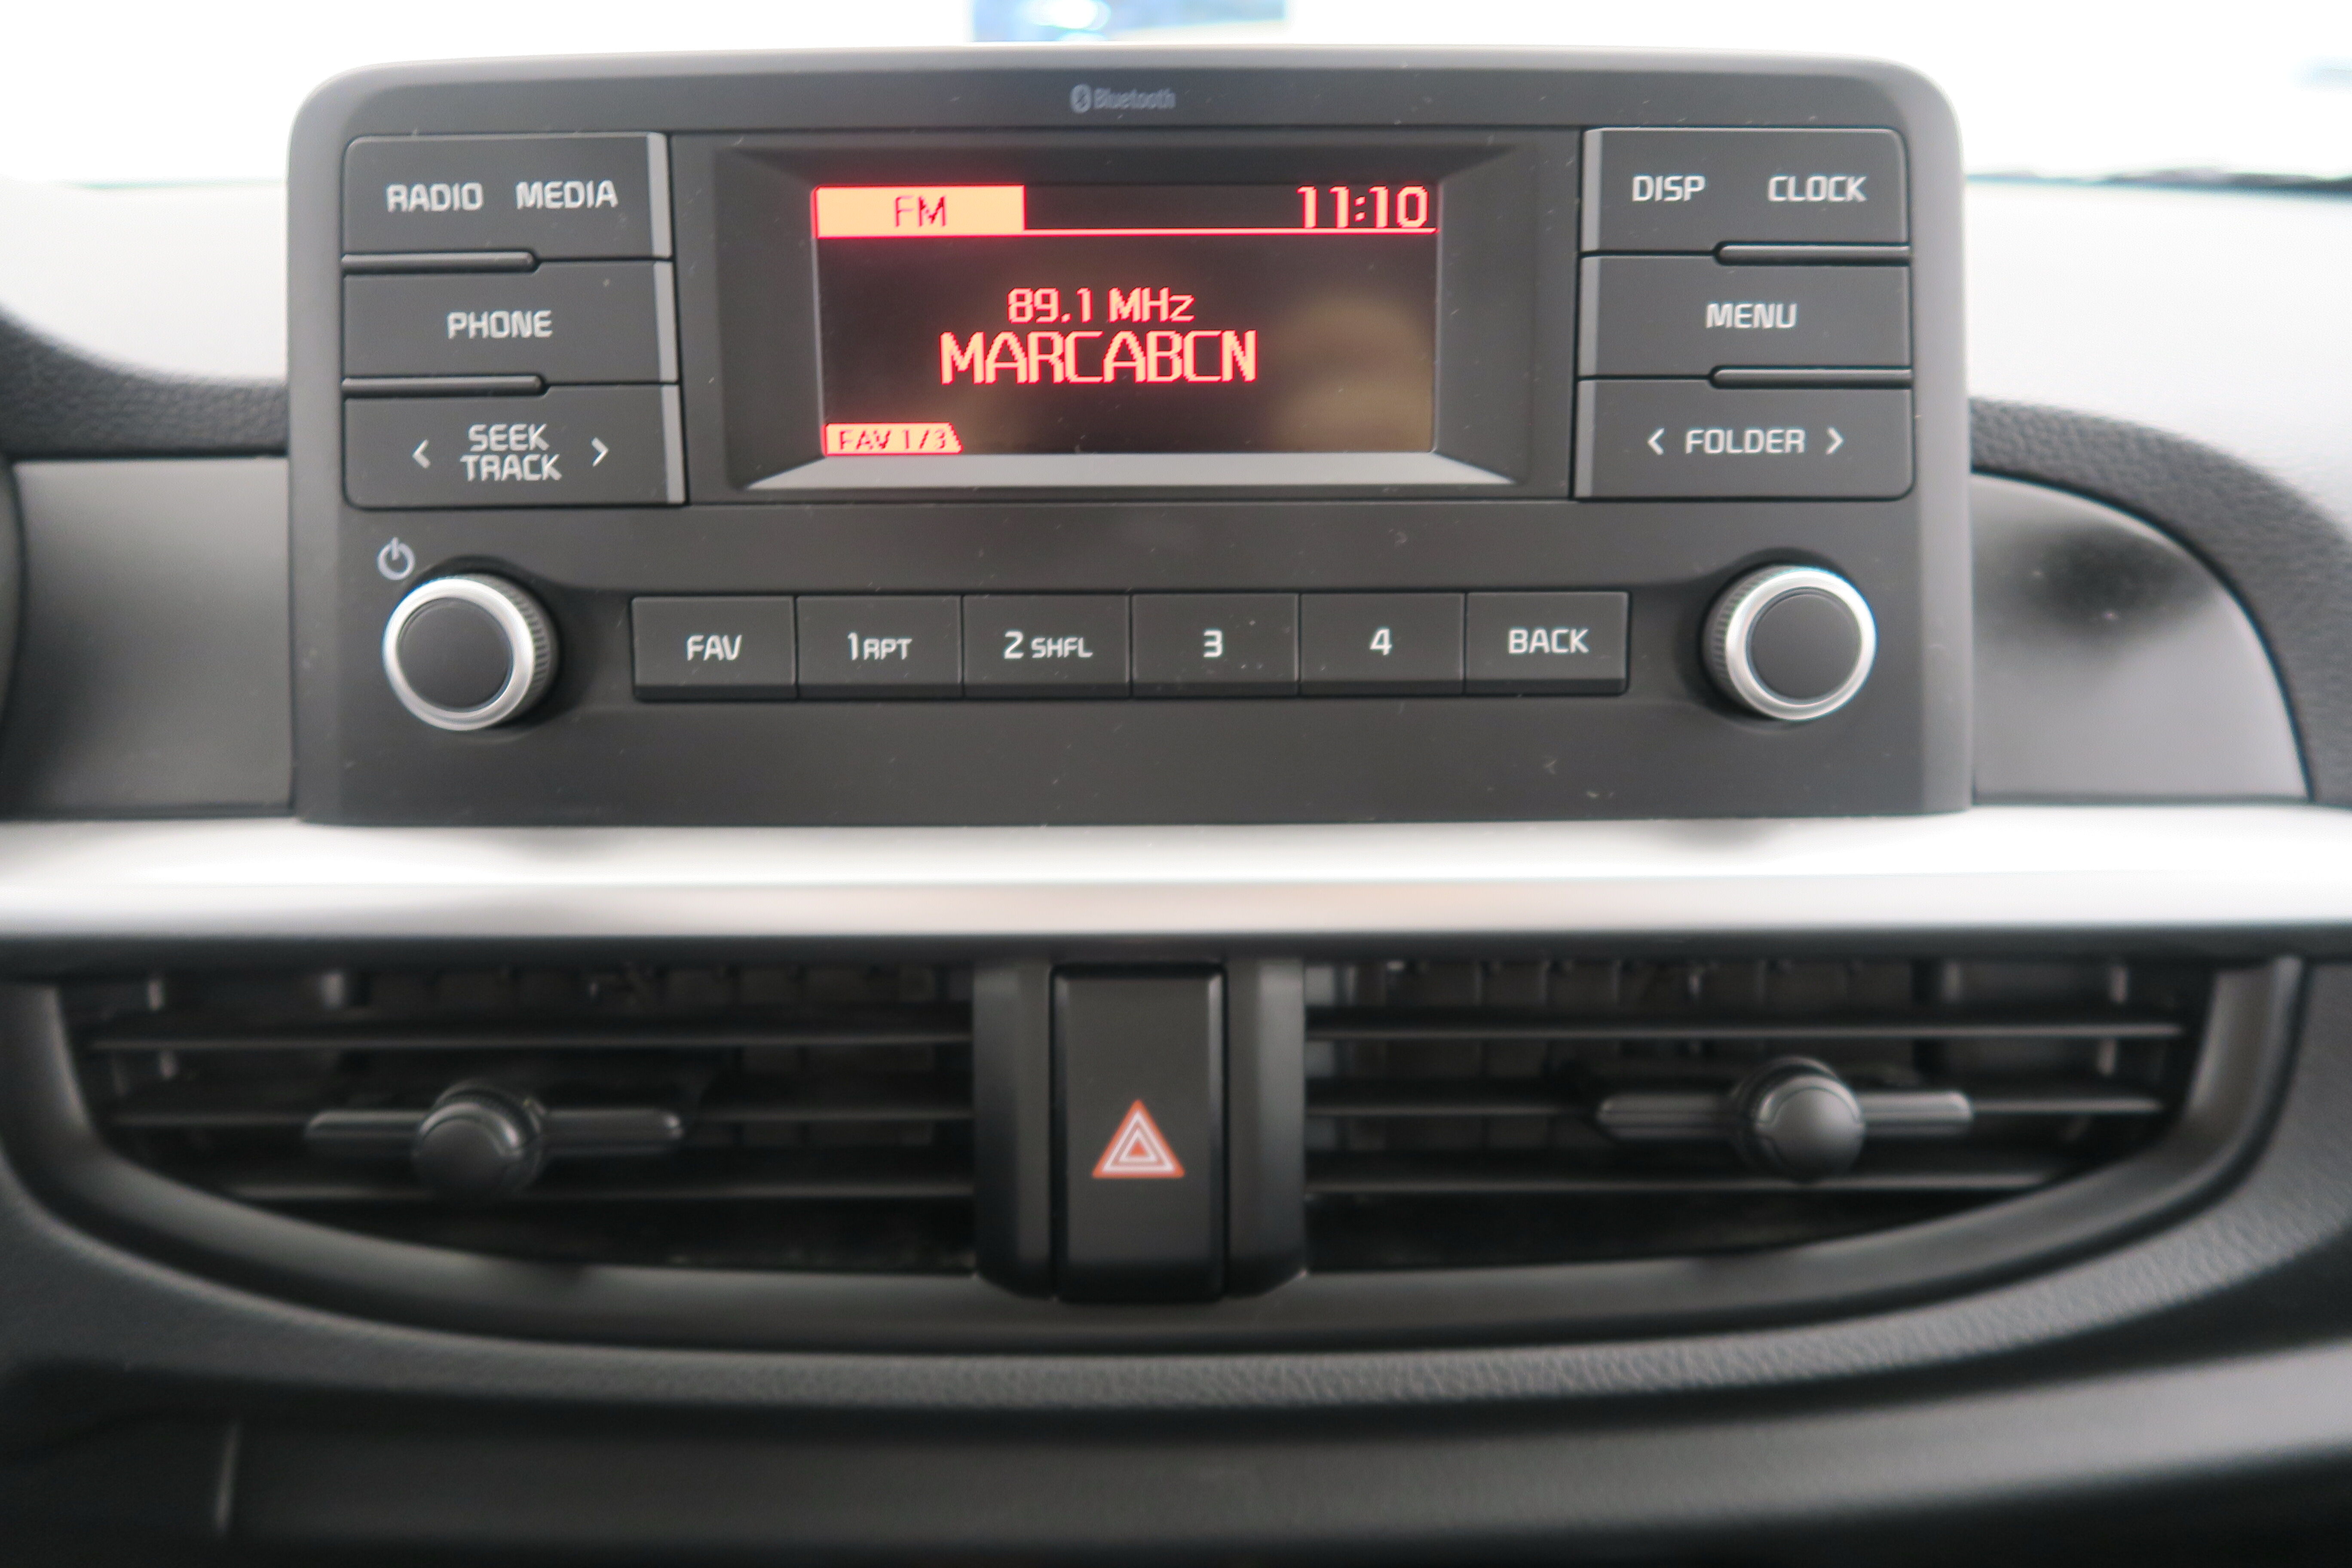 Bluetooth
RADIO MEDIA
PHONE
< SEEK TRACK >
FM 11:10
89.1 MHz
MARCABCN
FAV 1/3
DISP CLOCK
MENU
< FOLDER >
FAV 1 RPT 2 SHFL 3 4 BACK